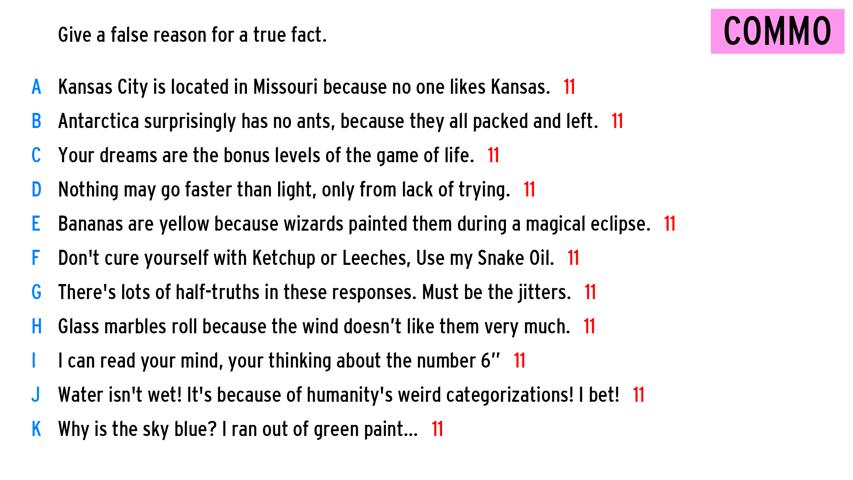 Give a false reason for a true fact.
COMMO
A Kansas City is located in Missouri because no one likes Kansas. 11
B Antarctica surprisingly has no ants, because they all packed and left. 11
C Your dreams are the bonus levels of the game of life. 11
D Nothing may go faster than light, only from lack of trying. 11
E Bananas are yellow because wizards painted them during a magical eclipse. 11
F Don't cure yourself with Ketchup or Leeches, Use my Snake Oil. 11
G There's lots of half-truths in these responses. Must be the jitters. 11
H Glass marbles roll because the wind doesn’t like them very much. 11
I I can read your mind, your thinking about the number 6” 11
J Water isn't wet! It's because of humanity's weird categorizations! I bet! 11
K Why is the sky blue? I ran out of green paint... 11